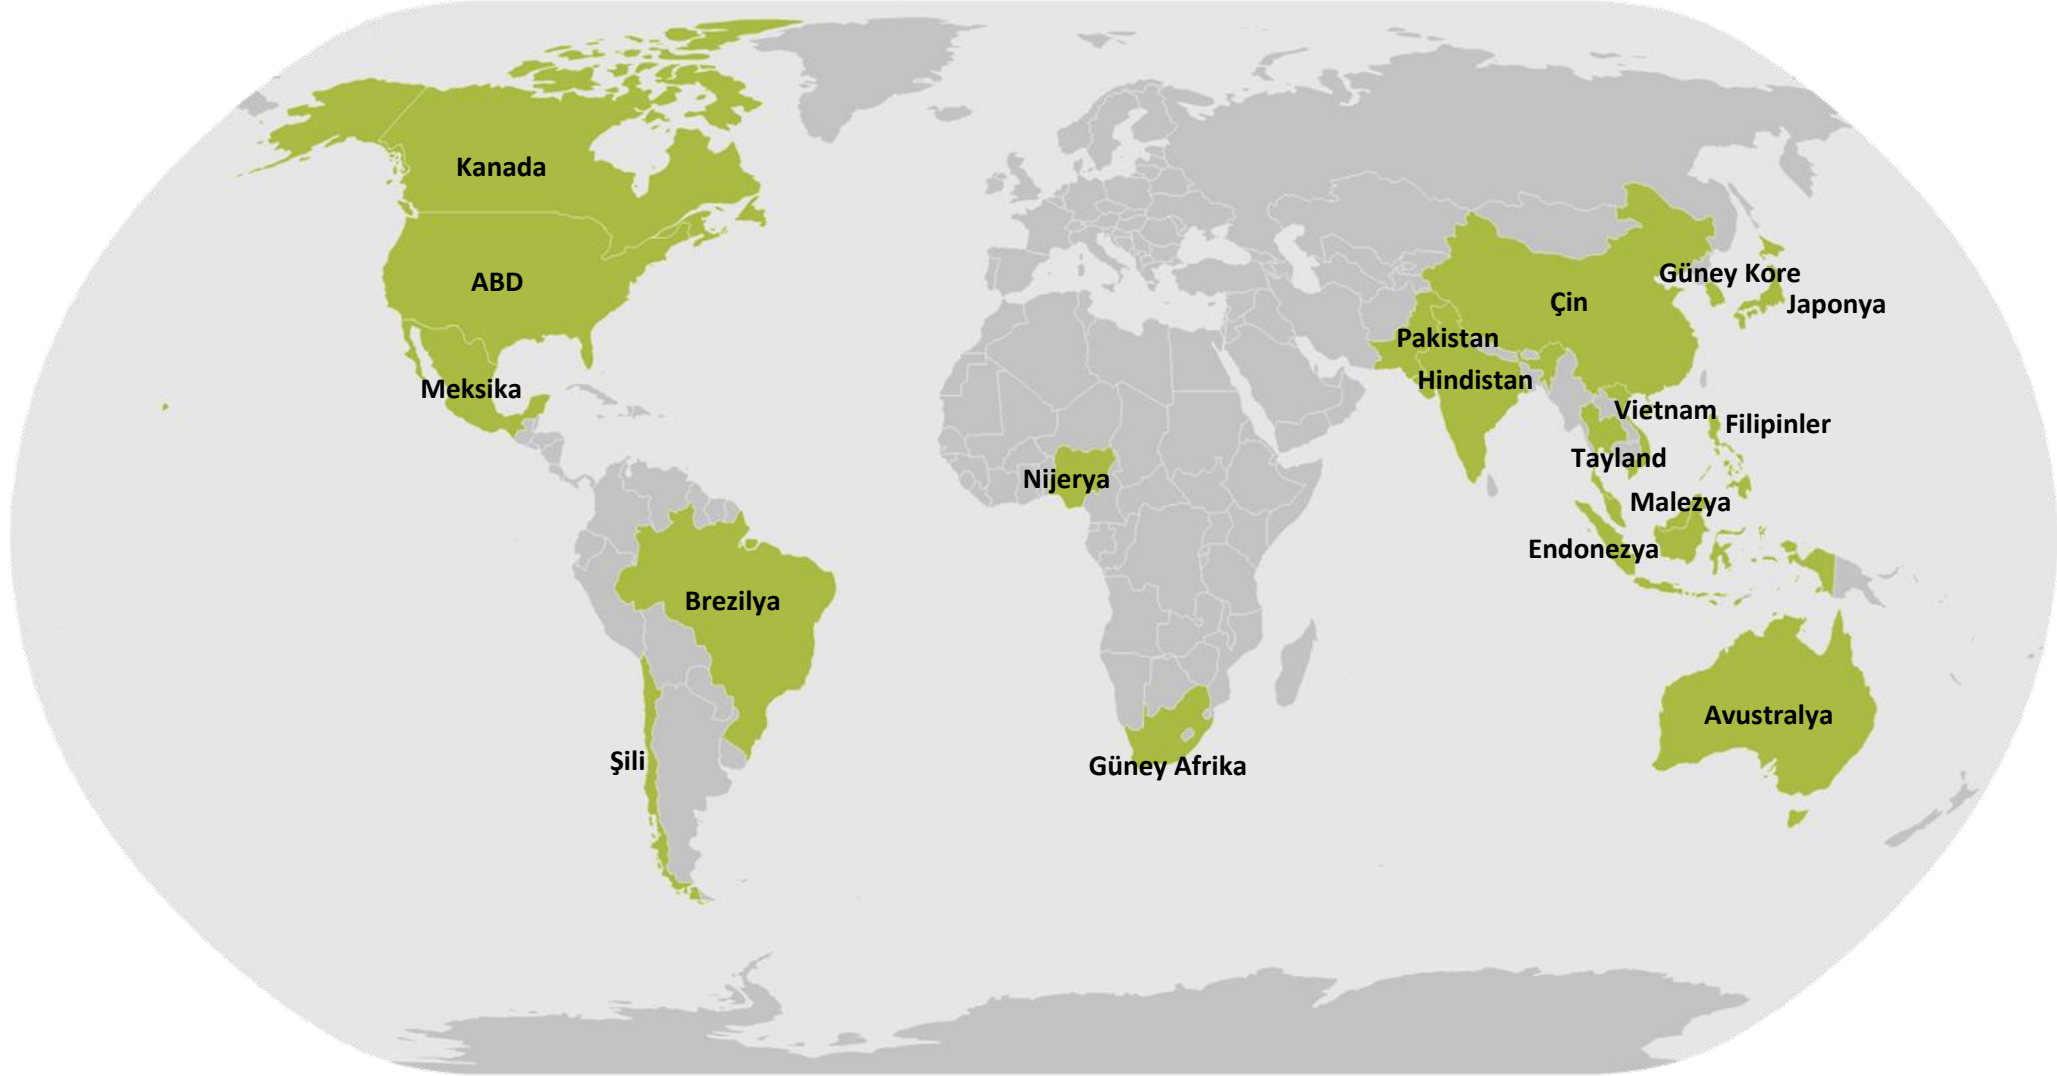 Kanada
ABD
Meksika
Brezilya
Şili
Nijerya
Güney Afrika
Çin
Güney Kore
Japonya
Pakistan
Hindistan
Vietnam
Filipinler
Tayland
Malezya
Endonezya
Avustralya